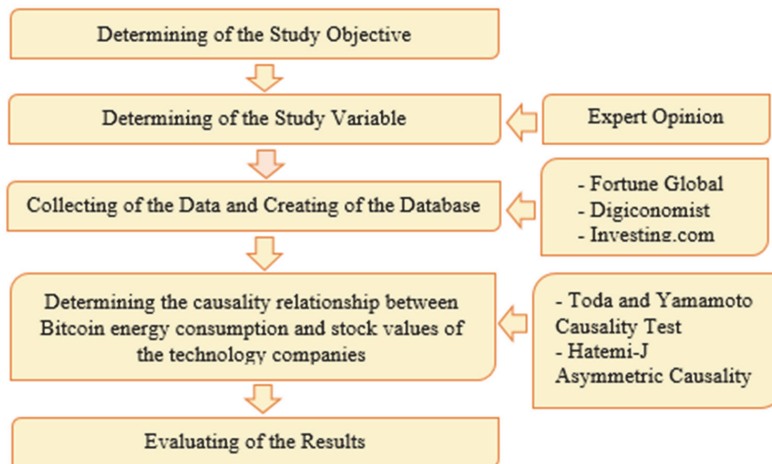 Determining of the Study Objective
Determining of the Study Variable
Expert Opinion
Collecting of the Data and Creating of the Database
- Fortune Global
- Digiconomist
- Investing.com
Determining the causality relationship between
Bitcoin energy consumption and stock values of
the technology companies
- Toda and Yamamoto
Causality Test
- Hatemi-J
Asymmetric Causality
Evaluating of the Results